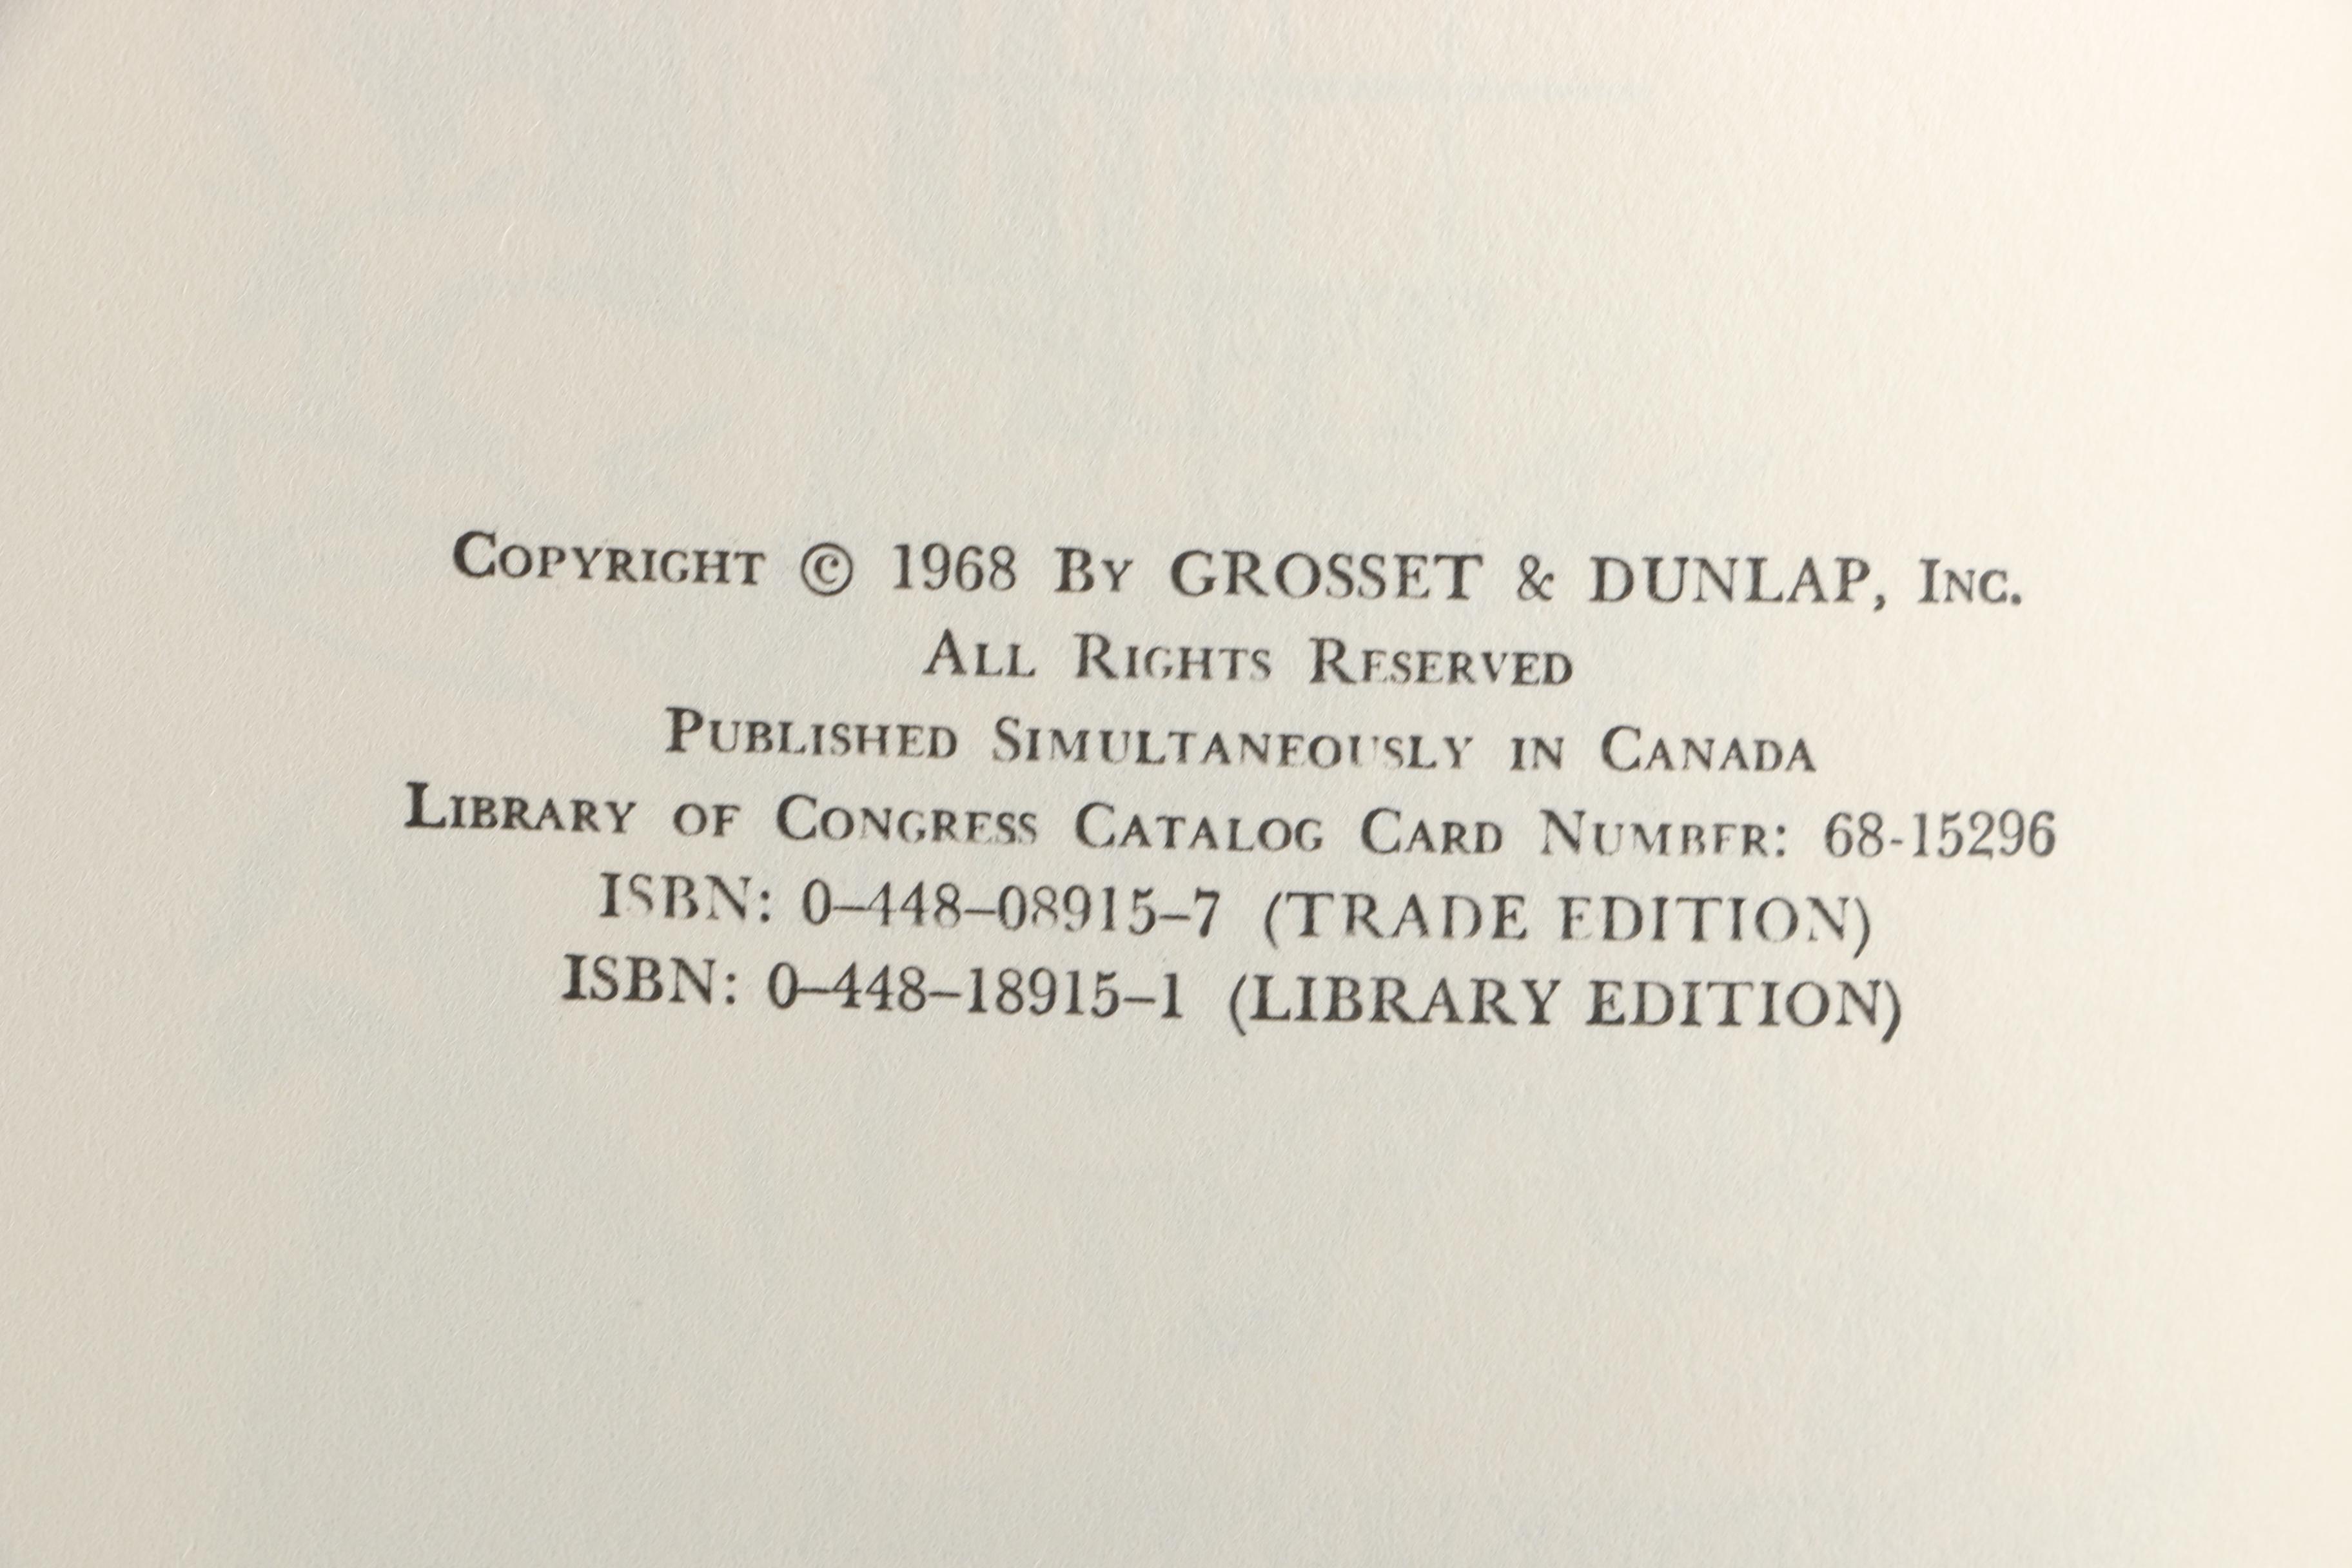 Copyright © 1968 By GROSSET & DUNLAP, Inc.
All Rights Reserved
Published Simultaneously in Canada
Library of Congress Catalog Card Number: 68-15296
ISBN: 0–448–08915–7 (TRADE EDITION)
ISBN: 0–448–18915–1 (LIBRARY EDITION)